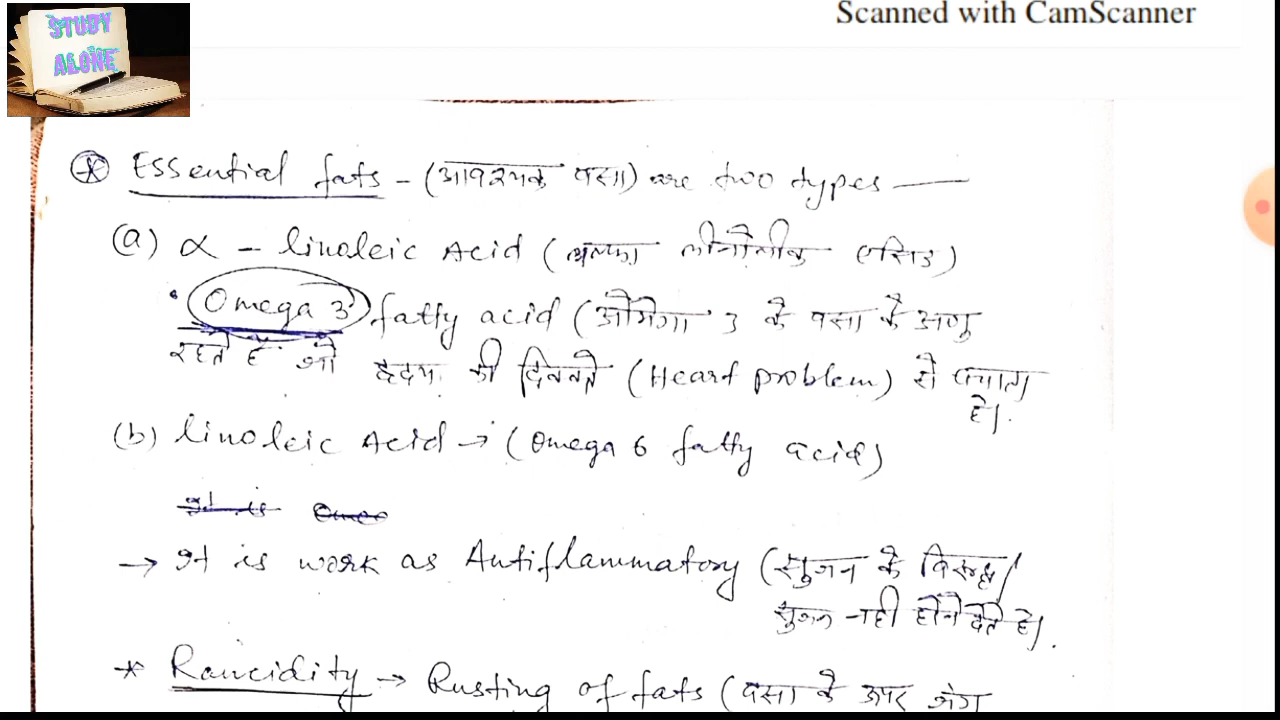 Scanned with CamScanner
STUDY
ALONE
Essential fats - (आवश्यक वसा) are two types —
(a) α - linoleic Acid (अल्फा लीनोलीक एसिड)
• Omega 3 fatty acid (ओमेगा 3 के वसा के अणु
रहते हैं जो हृदय की दिक्कते (Heart problem) से बचाता
है।
(b) linoleic Acid → (Omega 6 fatty acid)
It is
→ It is work as Antiflammatory (सुजन के विरूद्ध/
सुजन नही होने देते है।
* Rancidity → Rusting of fats (वसा के ऊपर जंग